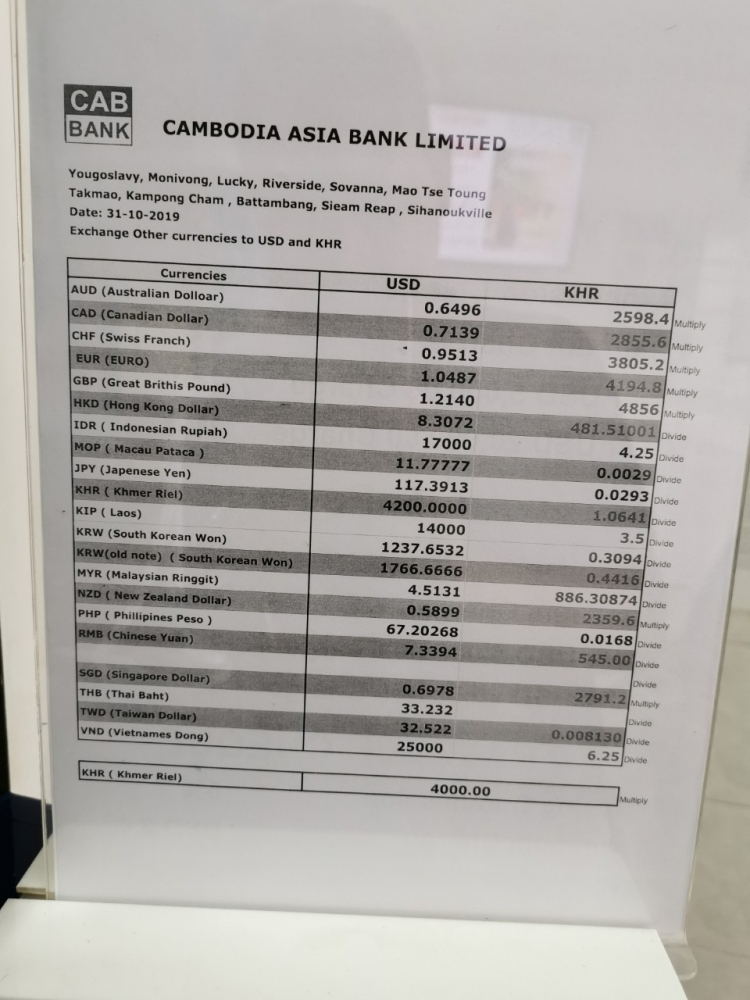 CAB
BANK
CAMBODIA ASIA BANK LIMITED
Yougoslavy, Monivong, Lucky, Riverside, Sovanna, Mao Tse Toung
Takmao, Kampong Cham , Battambang, Sieam Reap , Sihanoukville
Date: 31-10-2019
Exchange Other currencies to USD and KHR
Currencies USD KHR
AUD (Australian Dolloar) 0.6496 2598.4 Multiply
CAD (Canadian Dollar) 0.7139 2855.6 Multiply
CHF (Swiss Franch) 0.9513 3805.2 Multiply
EUR (EURO) 1.0487 4194.8 Multiply
GBP (Great Brithis Pound) 1.2140 4856 Multiply
HKD (Hong Kong Dollar) 8.3072 481.51001 Divide
IDR ( Indonesian Rupiah) 17000 4.25 Divide
MOP ( Macau Pataca ) 11.77777 0.0029 Divide
JPY (Japenese Yen) 117.3913 0.0293 Divide
KHR ( Khmer Riel) 4200.0000 1.0641 Divide
KIP ( Laos) 14000 3.5 Divide
KRW (South Korean Won) 1237.6532 0.3094 Divide
KRW(old note) ( South Korean Won) 1766.6666 0.4416 Divide
MYR (Malaysian Ringgit) 4.5131 886.30874 Divide
NZD ( New Zealand Dollar) 0.5899 2359.6 Multiply
PHP ( Phillipines Peso ) 67.20268 0.0168 Divide
RMB (Chinese Yuan) 7.3394 545.00 Divide
Divide
SGD (Singapore Dollar) 0.6978 2791.2 Multiply
THB (Thai Baht) 33.232 Divide
TWD (Taiwan Dollar) 32.522 0.008130 Divide
VND (Vietnames Dong) 25000 6.25 Divide
KHR ( Khmer Riel) 4000.00 Multiply